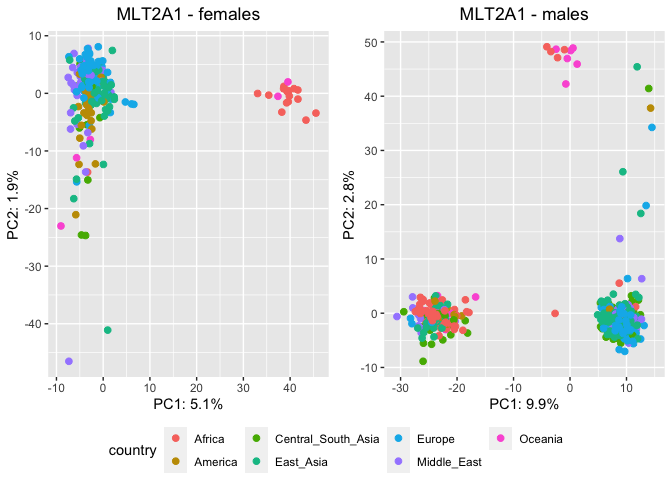 MLT2A1 - females
MLT2A1 - males
10
0
-10
-20
-30
-40
PC2: 1.9%
-10
0
10
20
30
40
PC1: 5.1%
50
40
30
20
10
0
-10
PC2: 2.8%
-30
-20
-10
0
10
PC1: 9.9%
country
Africa
Central_South_Asia
Europe
Oceania
America
East_Asia
Middle_East